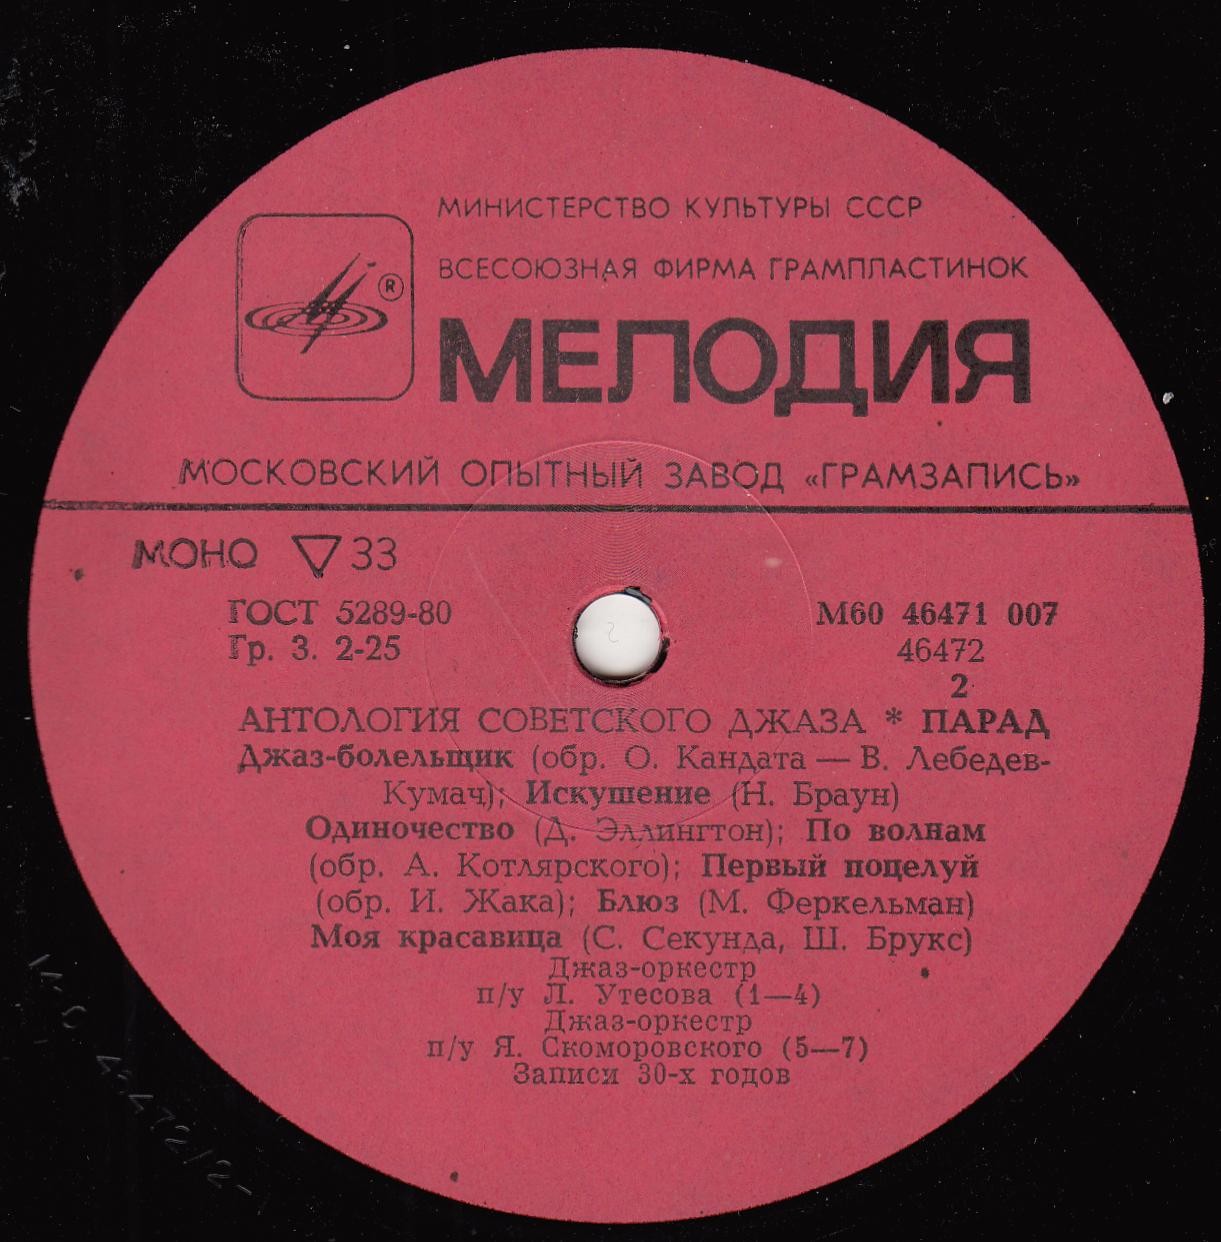 МИНИСТЕРСТВО КУЛЬТУРЫ СССР
ВСЕСОЮЗНАЯ ФИРМА ГРАМПЛАСТИНОК
®
МЕЛОДИЯ
МОСКОВСКИЙ ОПЫТНЫЙ ЗАВОД «ГРАМЗАПИСЬ»
МОНО ▽ 33
ГОСТ 5289-80 М60 46471 007
Гр. 3. 2-25 46472
2
АНТОЛОГИЯ СОВЕТСКОГО ДЖАЗА * ПАРАД
Джаз-болельщик (обр. О. Кандата — В. Лебедев-
Кумач); Искушение (Н. Браун)
Одиночество (Д. Эллингтон); По волнам
(обр. А. Котлярского); Первый поцелуй
(обр. И. Жака); Блюз (М. Феркельман)
Моя красавица (С. Секунда, Ш. Брукс)
Джаз-оркестр
п/у Л. Утесова (1—4)
Джаз-оркестр
п/у Я. Скоморовского (5—7)
Записи 30-х годов